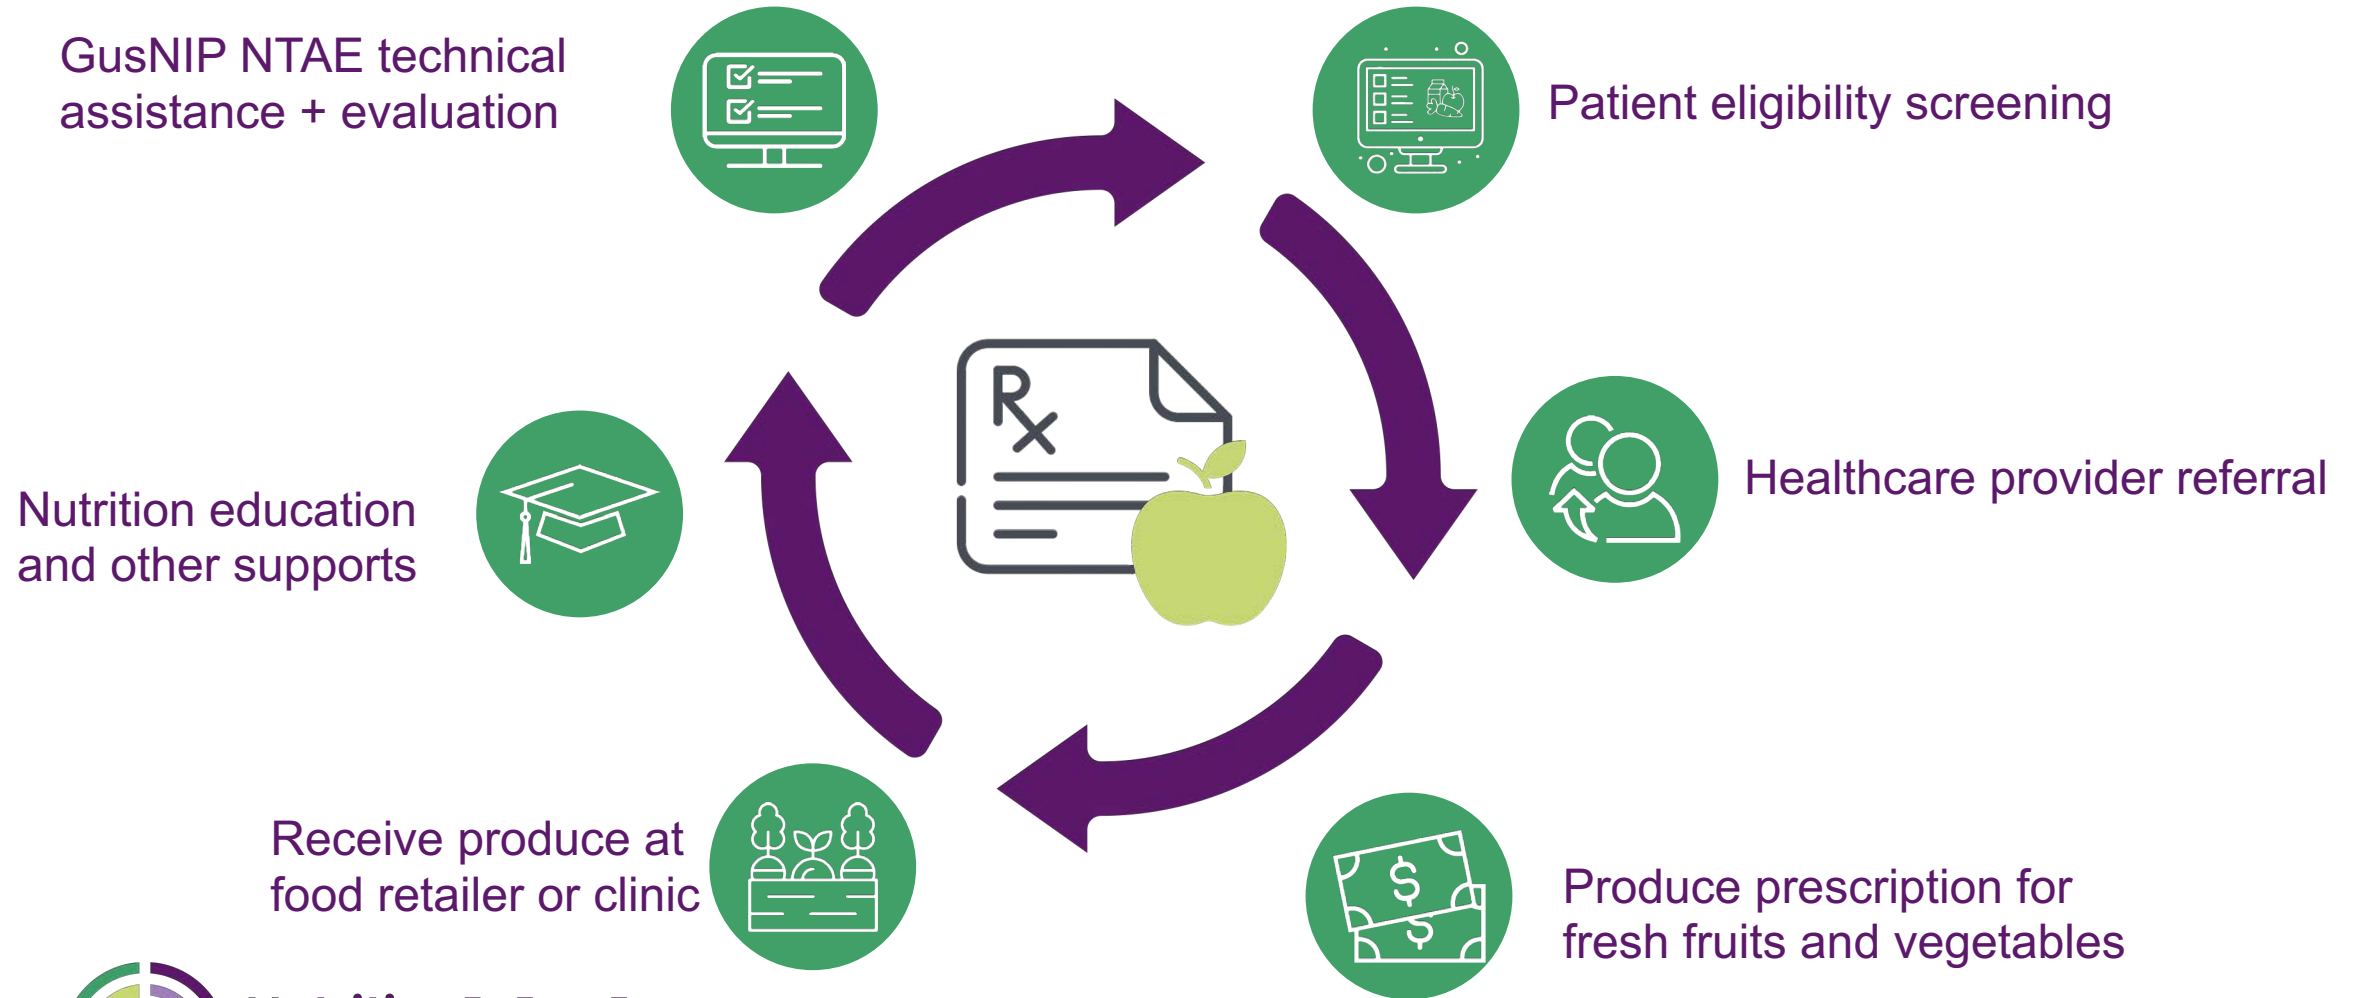 GusNIP NTAE technical
assistance + evaluation
Patient eligibility screening
Rx
Healthcare provider referral
Nutrition education
and other supports
Receive produce at
food retailer or clinic
Produce prescription for
fresh fruits and vegetables